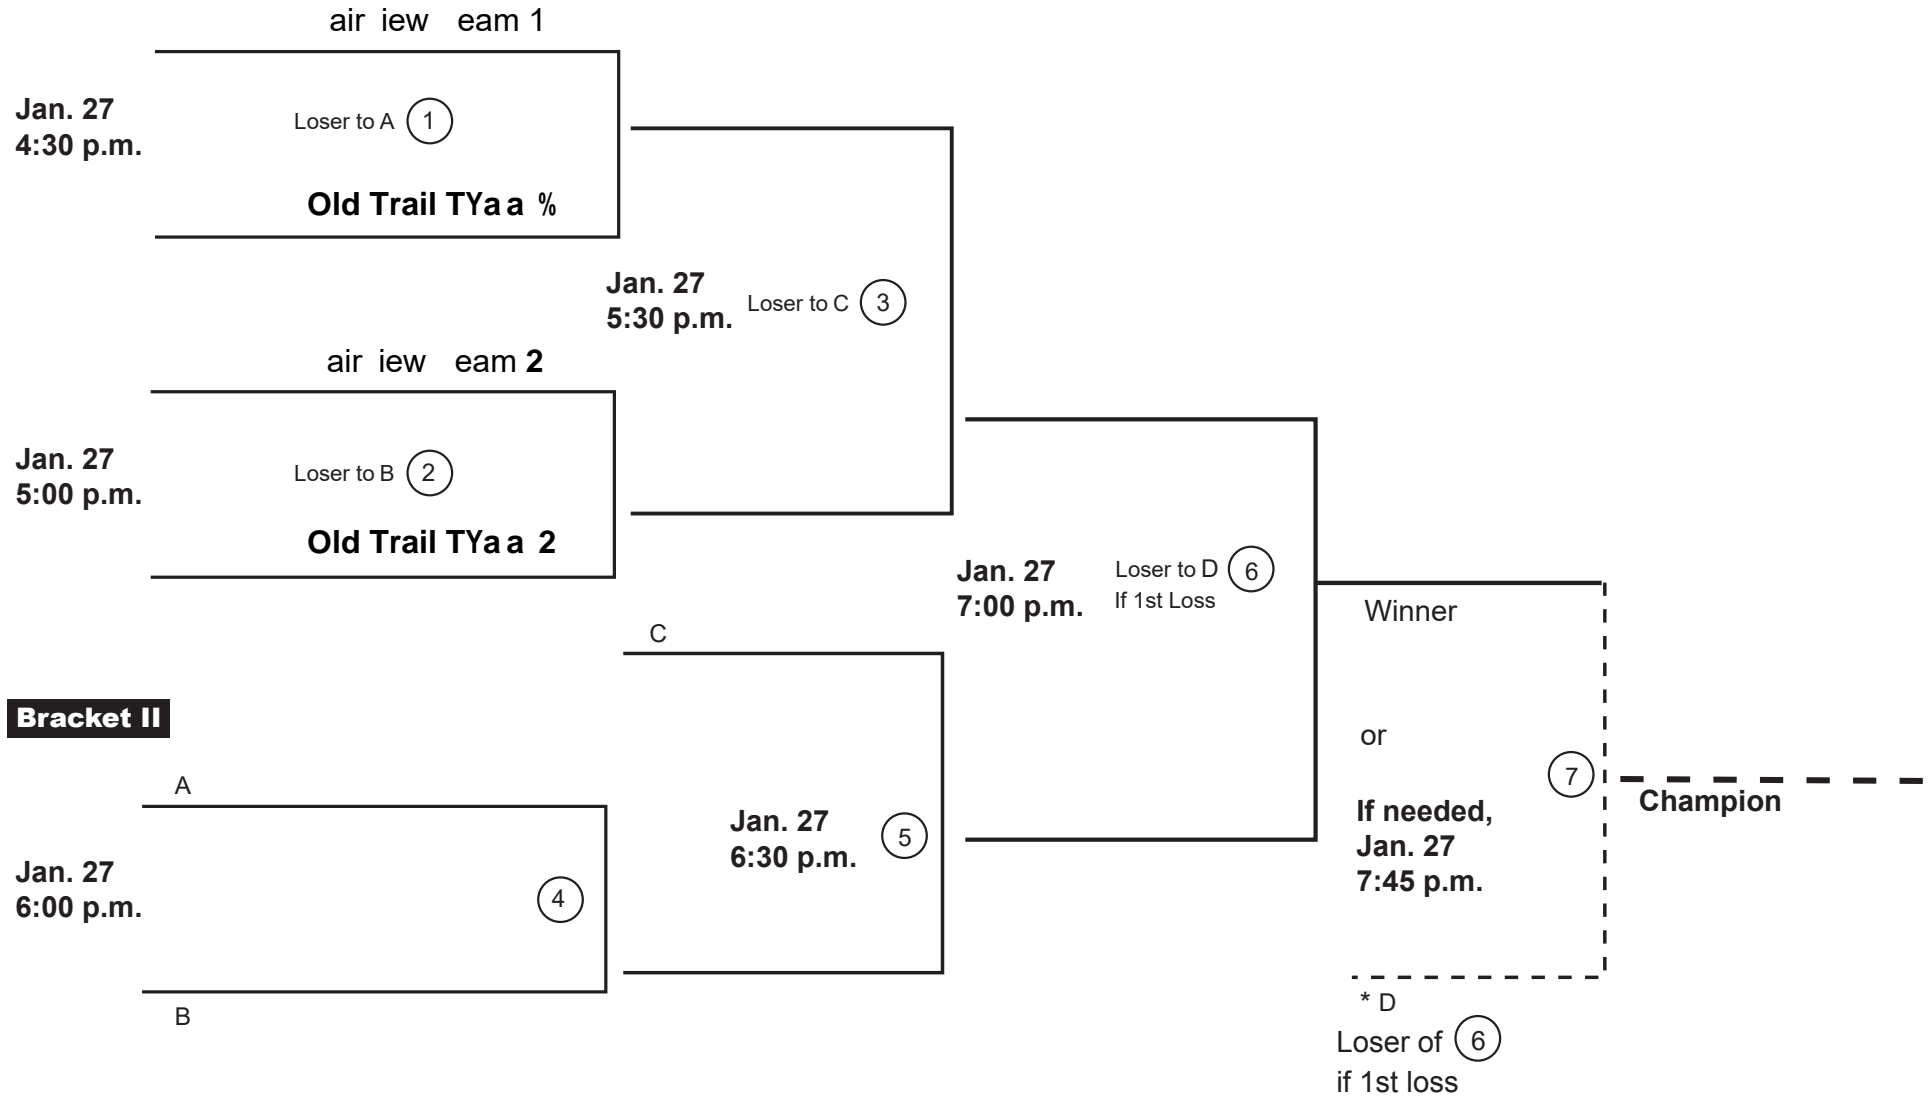 air iew eam 1
Jan. 27
4:30 p.m.
Loser to A 1
Old Trail TYaa %
Jan. 27
5:30 p.m.
Loser to C 3
air iew eam 2
Jan. 27
5:00 p.m.
Loser to B 2
Old Trail TYaa 2
Jan. 27
7:00 p.m.
Loser to D 6
If 1st Loss
Winner
C
Bracket II
or
7
A
If needed,
Jan. 27
7:45 p.m.
Champion
Jan. 27
6:30 p.m.
5
Jan. 27
6:00 p.m.
4
B
* D
Loser of 6
if 1st loss